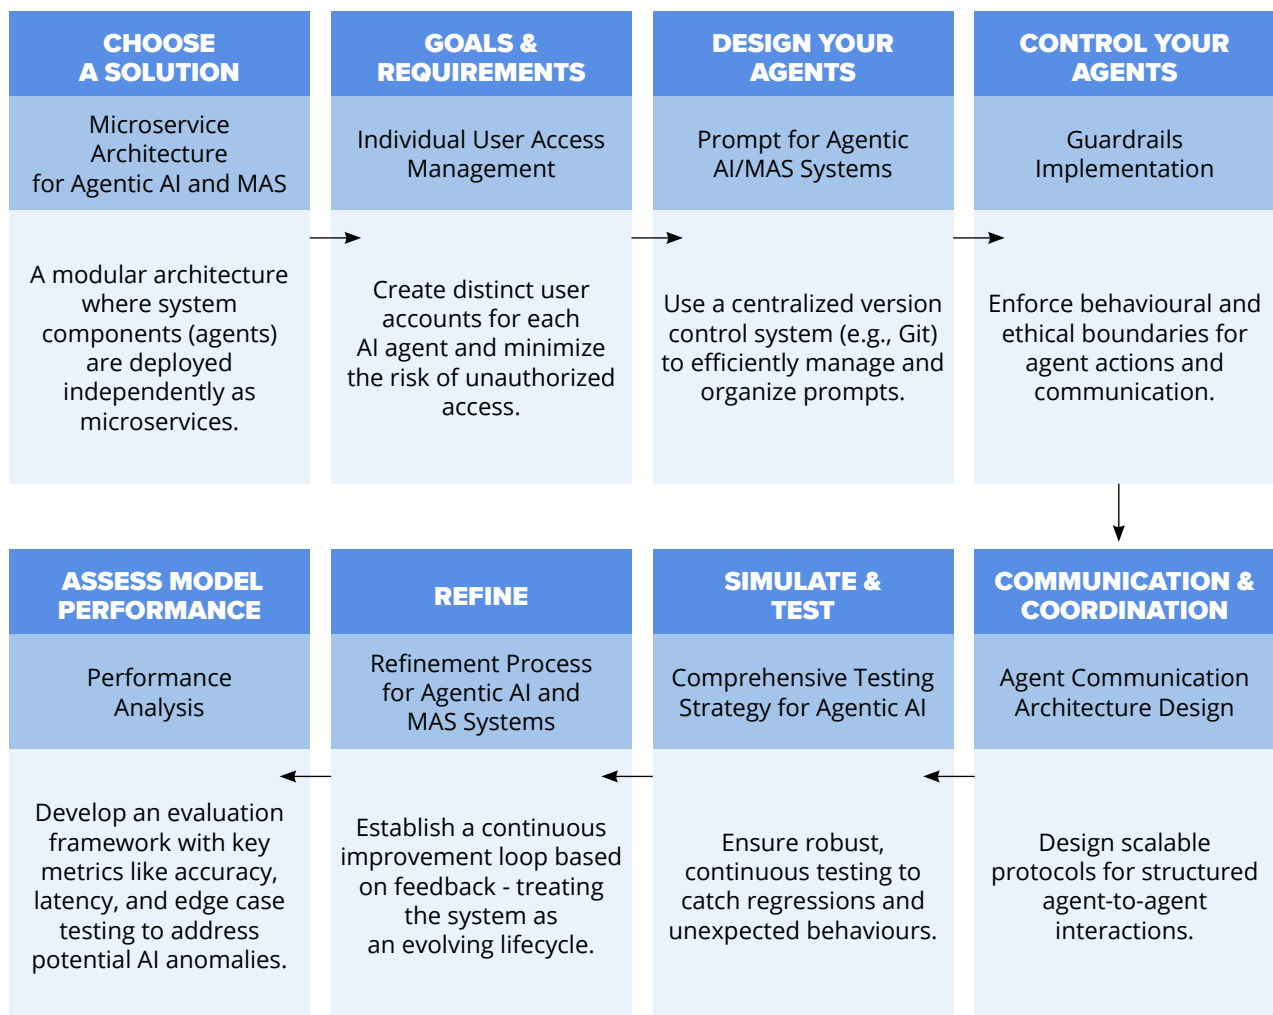 CHOOSE
A SOLUTION
Microservice
Architecture
for Agentic AI and MAS
A modular architecture
where system
components (agents)
are deployed
independently as
microservices.
GOALS &
REQUIREMENTS
Individual User Access
Management
Create distinct user
accounts for each
AI agent and minimize
the risk of unauthorized
access.
DESIGN YOUR
AGENTS
Prompt for Agentic
AI/MAS Systems
Use a centralized version
control system (e.g., Git)
to efficiently manage and
organize prompts.
CONTROL YOUR
AGENTS
Guardrails
Implementation
Enforce behavioural and
ethical boundaries for
agent actions and
communication.
COMMUNICATION &
COORDINATION
Agent Communication
Architecture Design
Design scalable
protocols for structured
agent-to-agent
interactions.
SIMULATE &
TEST
Comprehensive Testing
Strategy for Agentic AI
Ensure robust,
continuous testing to
catch regressions and
unexpected behaviours.
REFINE
Refinement Process
for Agentic AI and
MAS Systems
Establish a continuous
improvement loop based
on feedback - treating
the system as
an evolving lifecycle.
ASSESS MODEL
PERFORMANCE
Performance
Analysis
Develop an evaluation
framework with key
metrics like accuracy,
latency, and edge case
testing to address
potential AI anomalies.